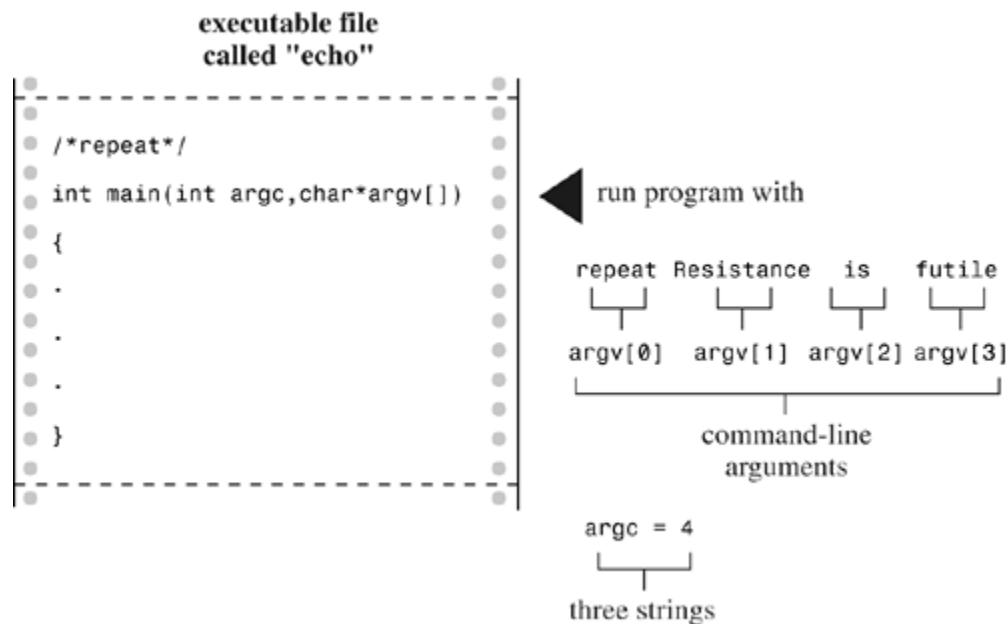 executable file
called "echo"
/*repeat*/
int main(int argc,char*argv[])
{
.
.
.
}
run program with
repeat Resistance is futile
argv[0] argv[1] argv[2] argv[3]
command-line
arguments
argc = 4
three strings